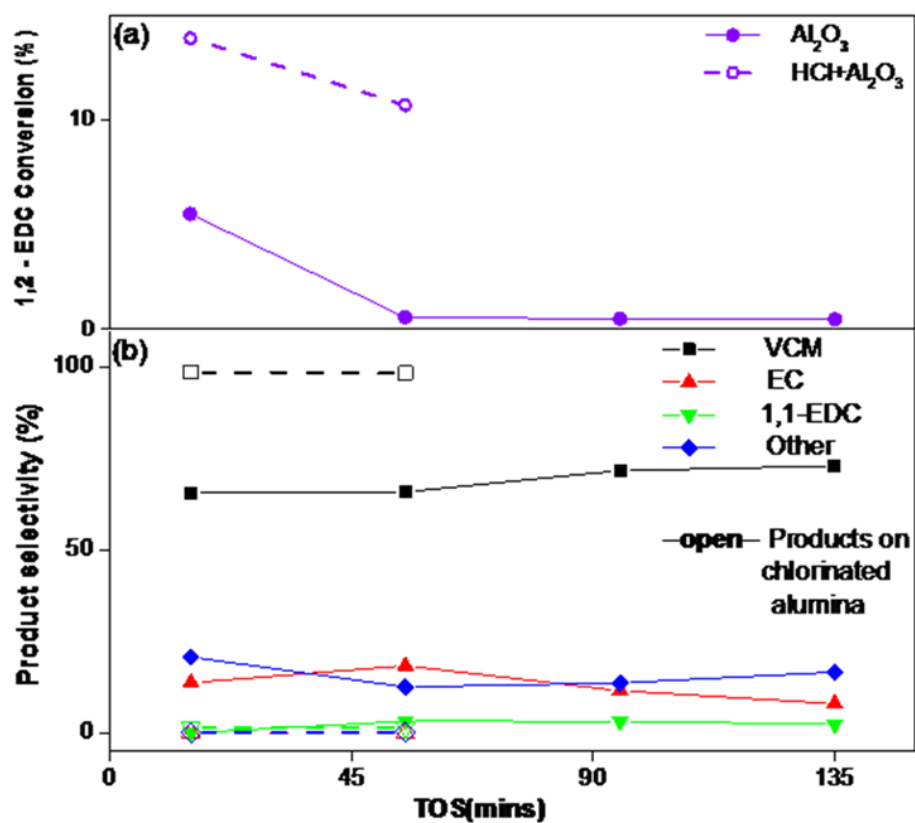 (a)
Al₂O₃
HCl+Al₂O₃
1,2 - EDC Conversion (%)
10
0
(b)
VCM
EC
1,1-EDC
Other
open Products on
chlorinated
alumina
Product selectivity (%)
100
50
0
0 45 90 135
TOS(mins)